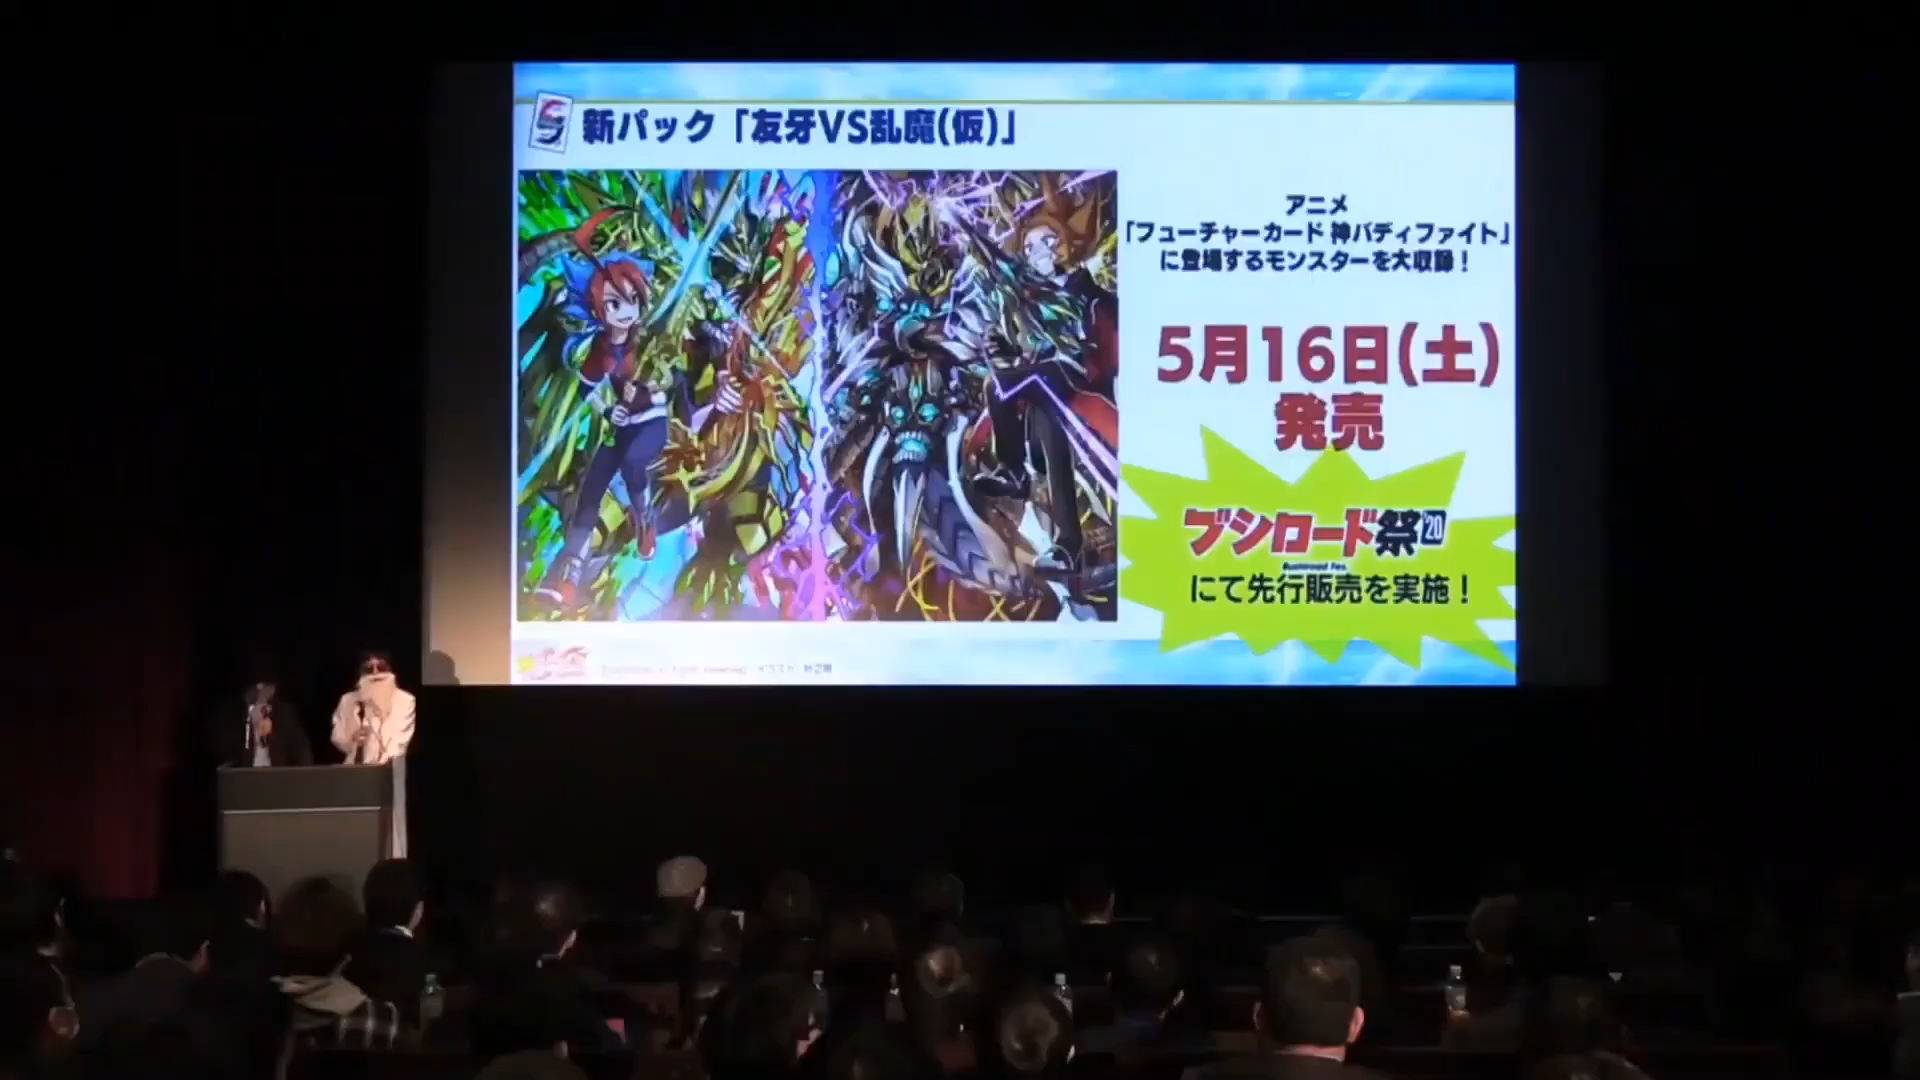 新パック「友牙VS乱魔(仮)」
アニメ
「フューチャーカード 神バディファイト」
に登場するモンスターを大収録！
5月16日(土)
発売
ブシロード祭'20
Bushiroad Fes.
にて先行販売を実施！